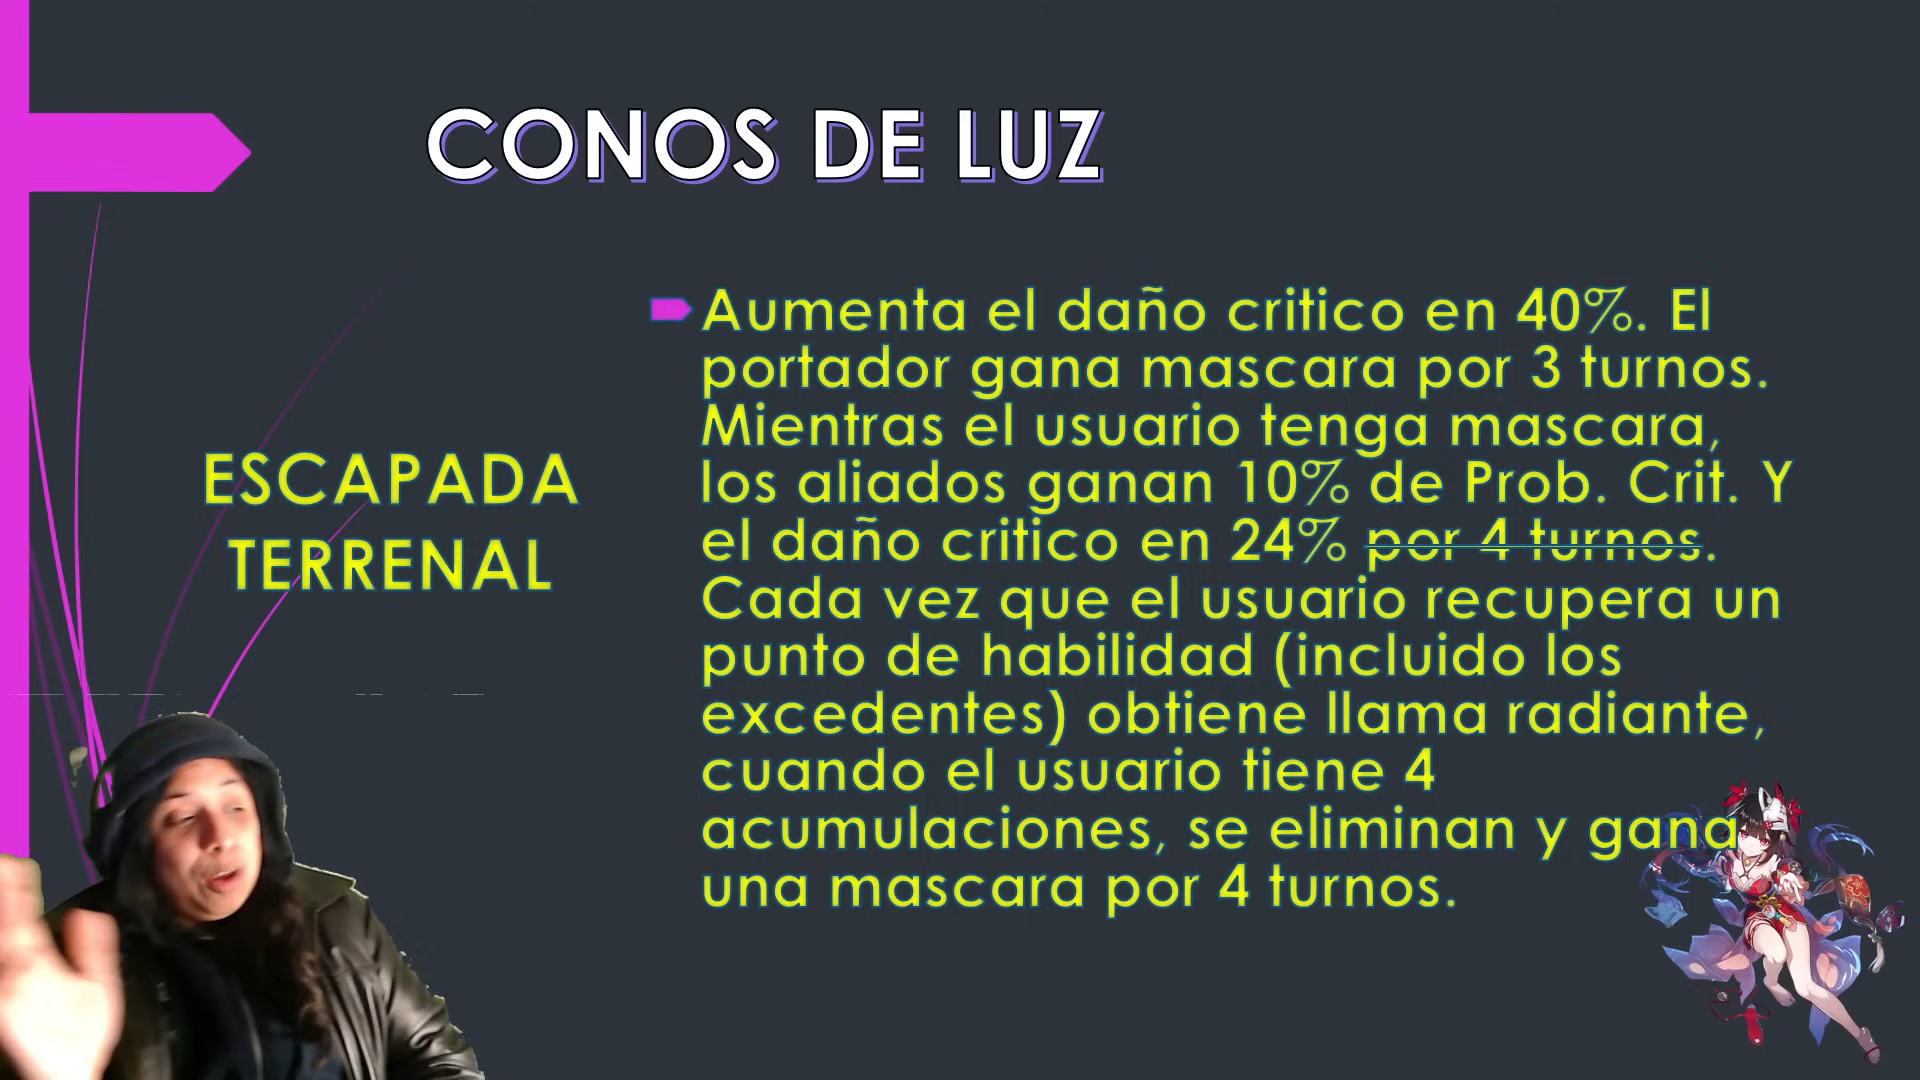 CONOS DE LUZ
ESCAPADA
TERRENAL
Aumenta el daño critico en 40%. El
portador gana mascara por 3 turnos.
Mientras el usuario tenga mascara,
los aliados ganan 10% de Prob. Crit. Y
el daño critico en 24% por 4 turnos.
Cada vez que el usuario recupera un
punto de habilidad (incluido los
excedentes) obtiene llama radiante,
cuando el usuario tiene 4
acumulaciones, se eliminan y gana
una mascara por 4 turnos.